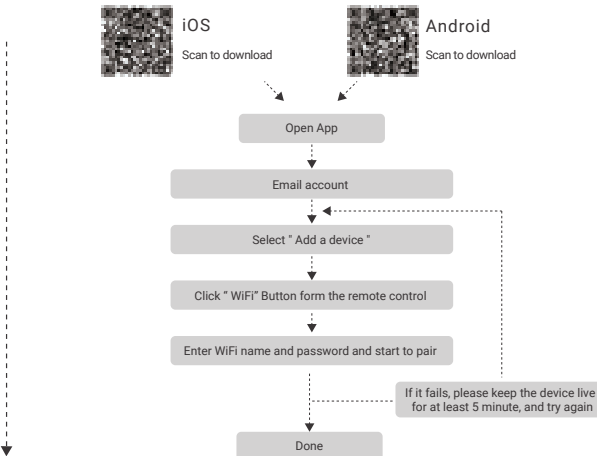 iOS
Scan to download
Android
Scan to download
Open App
Email account
Select " Add a device "
Click “ WiFi” Button form the remote control
Enter WiFi name and password and start to pair
If it fails, please keep the device live
for at least 5 minute, and try again
Done